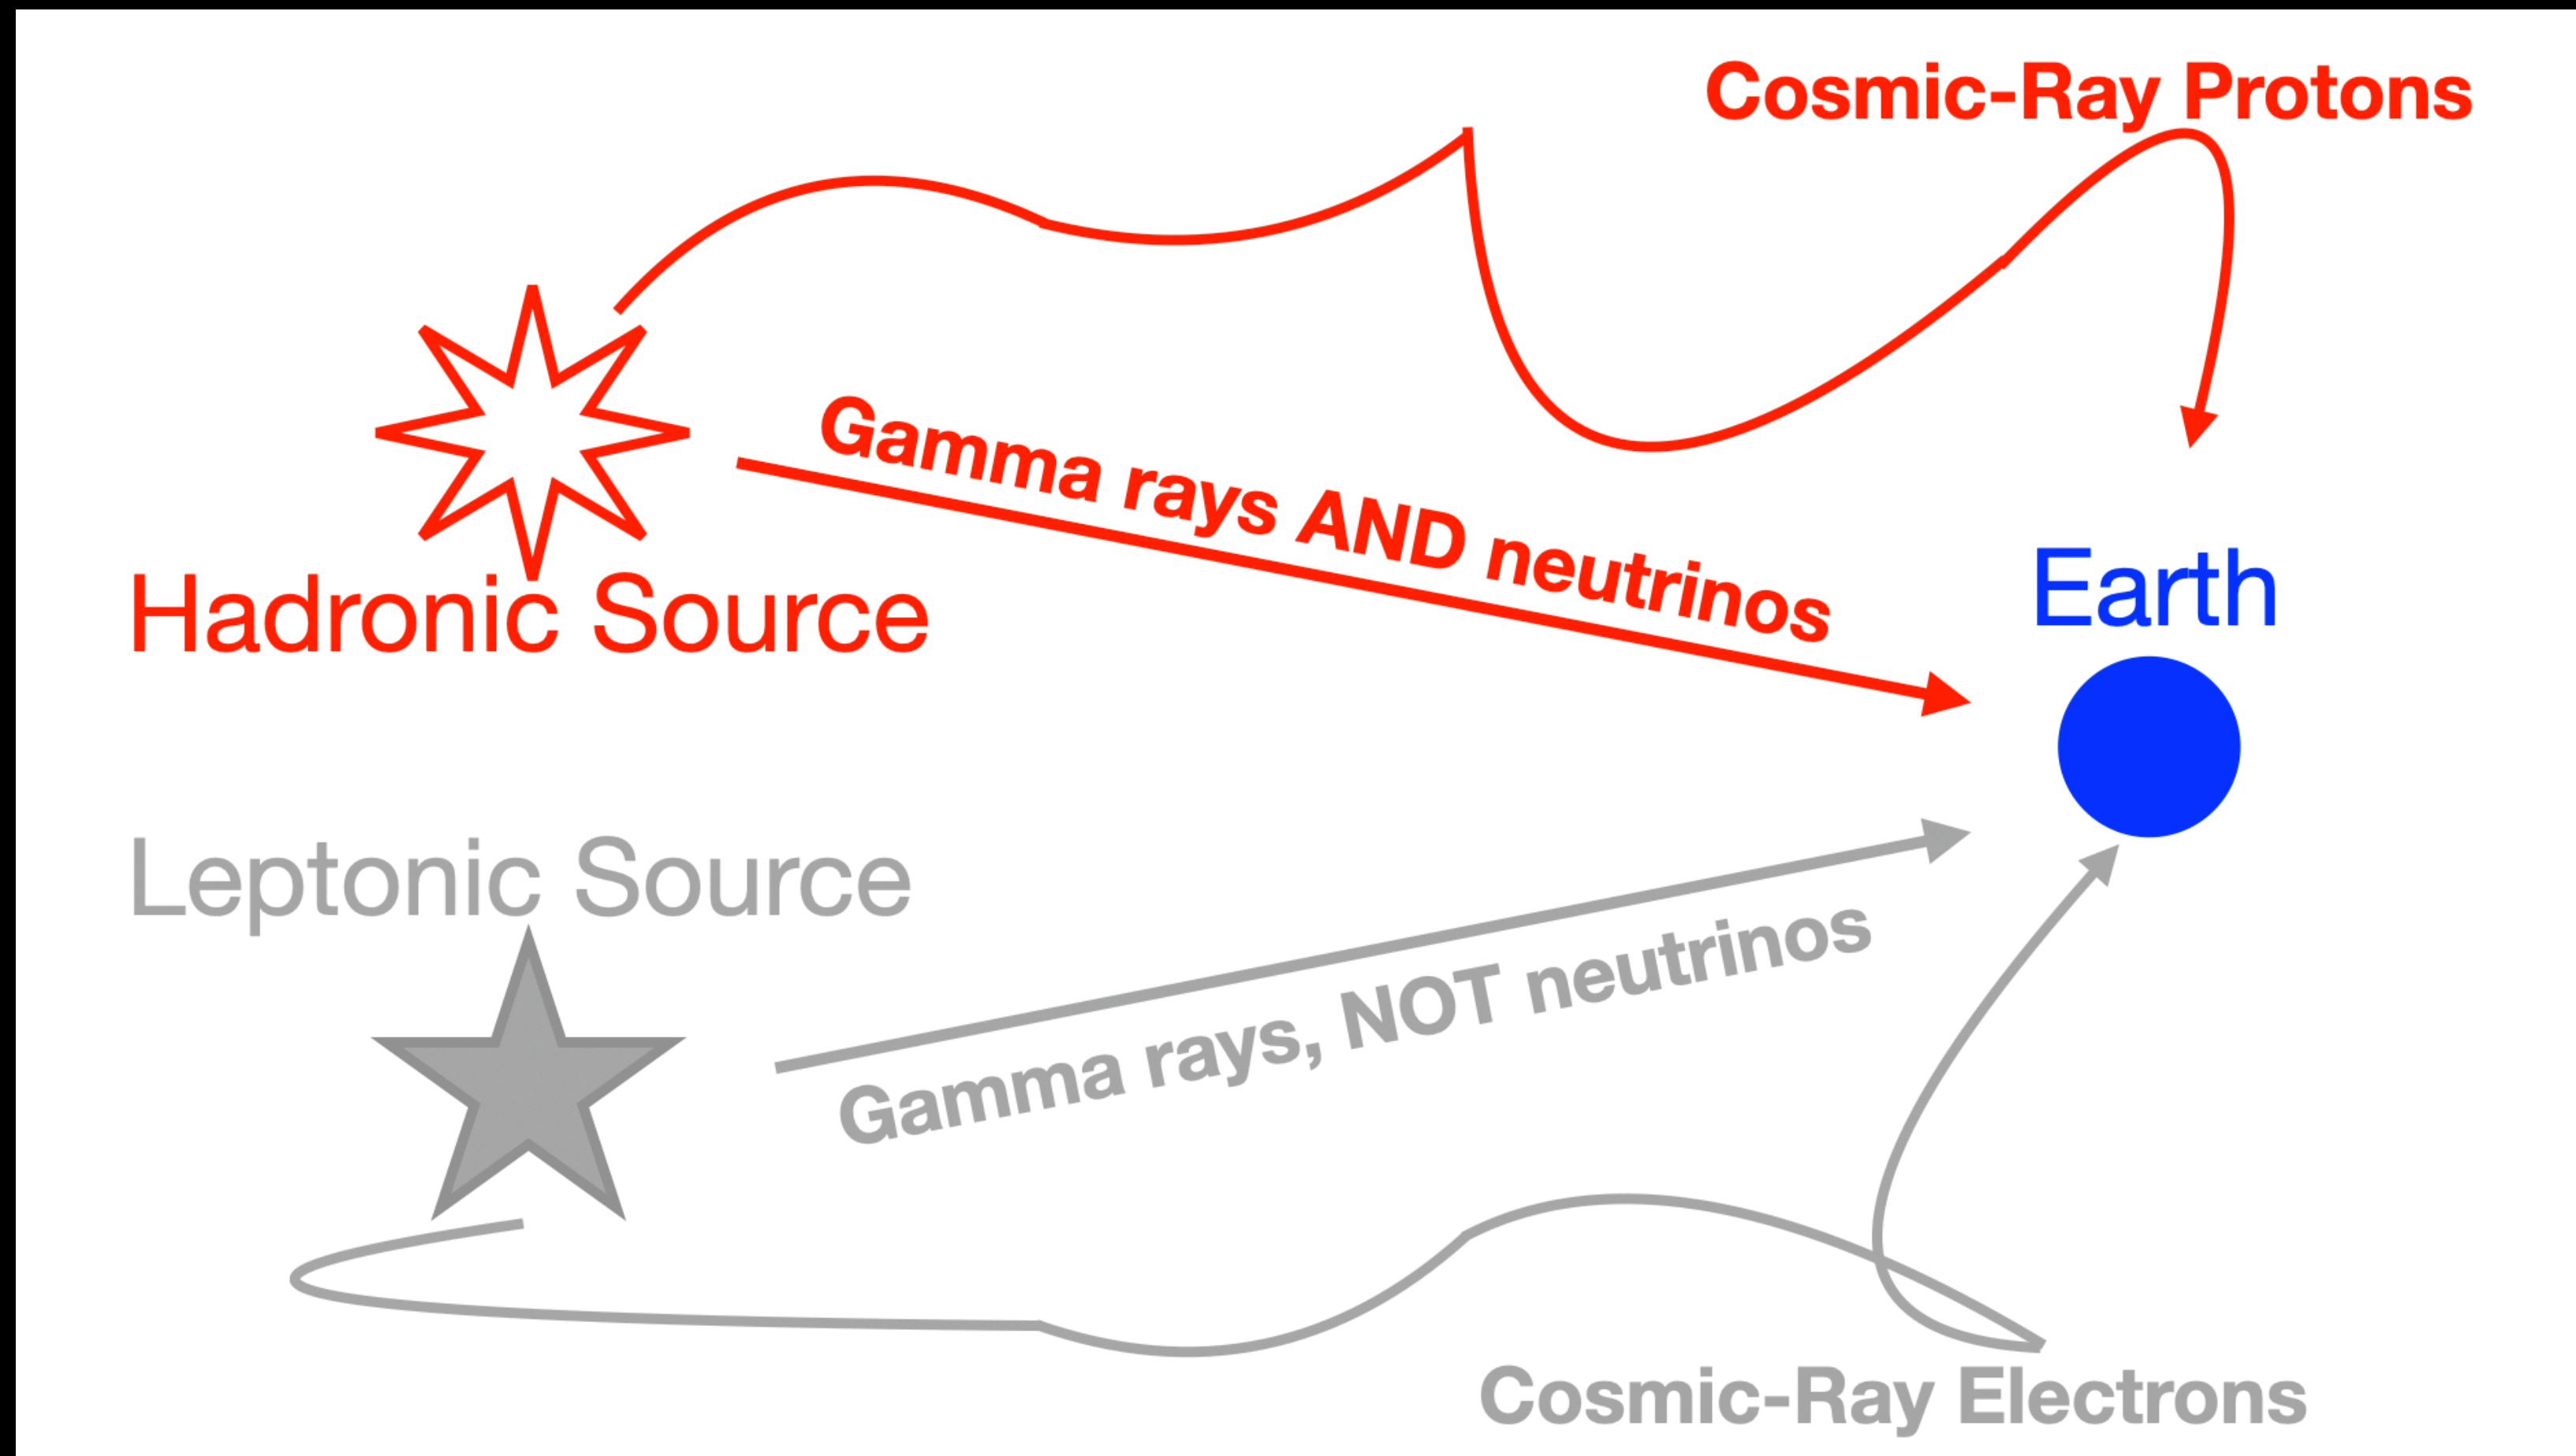 Cosmic-Ray Protons
Gamma rays AND neutrinos
Hadronic Source
Earth
Leptonic Source
Gamma rays, NOT neutrinos
Cosmic-Ray Electrons